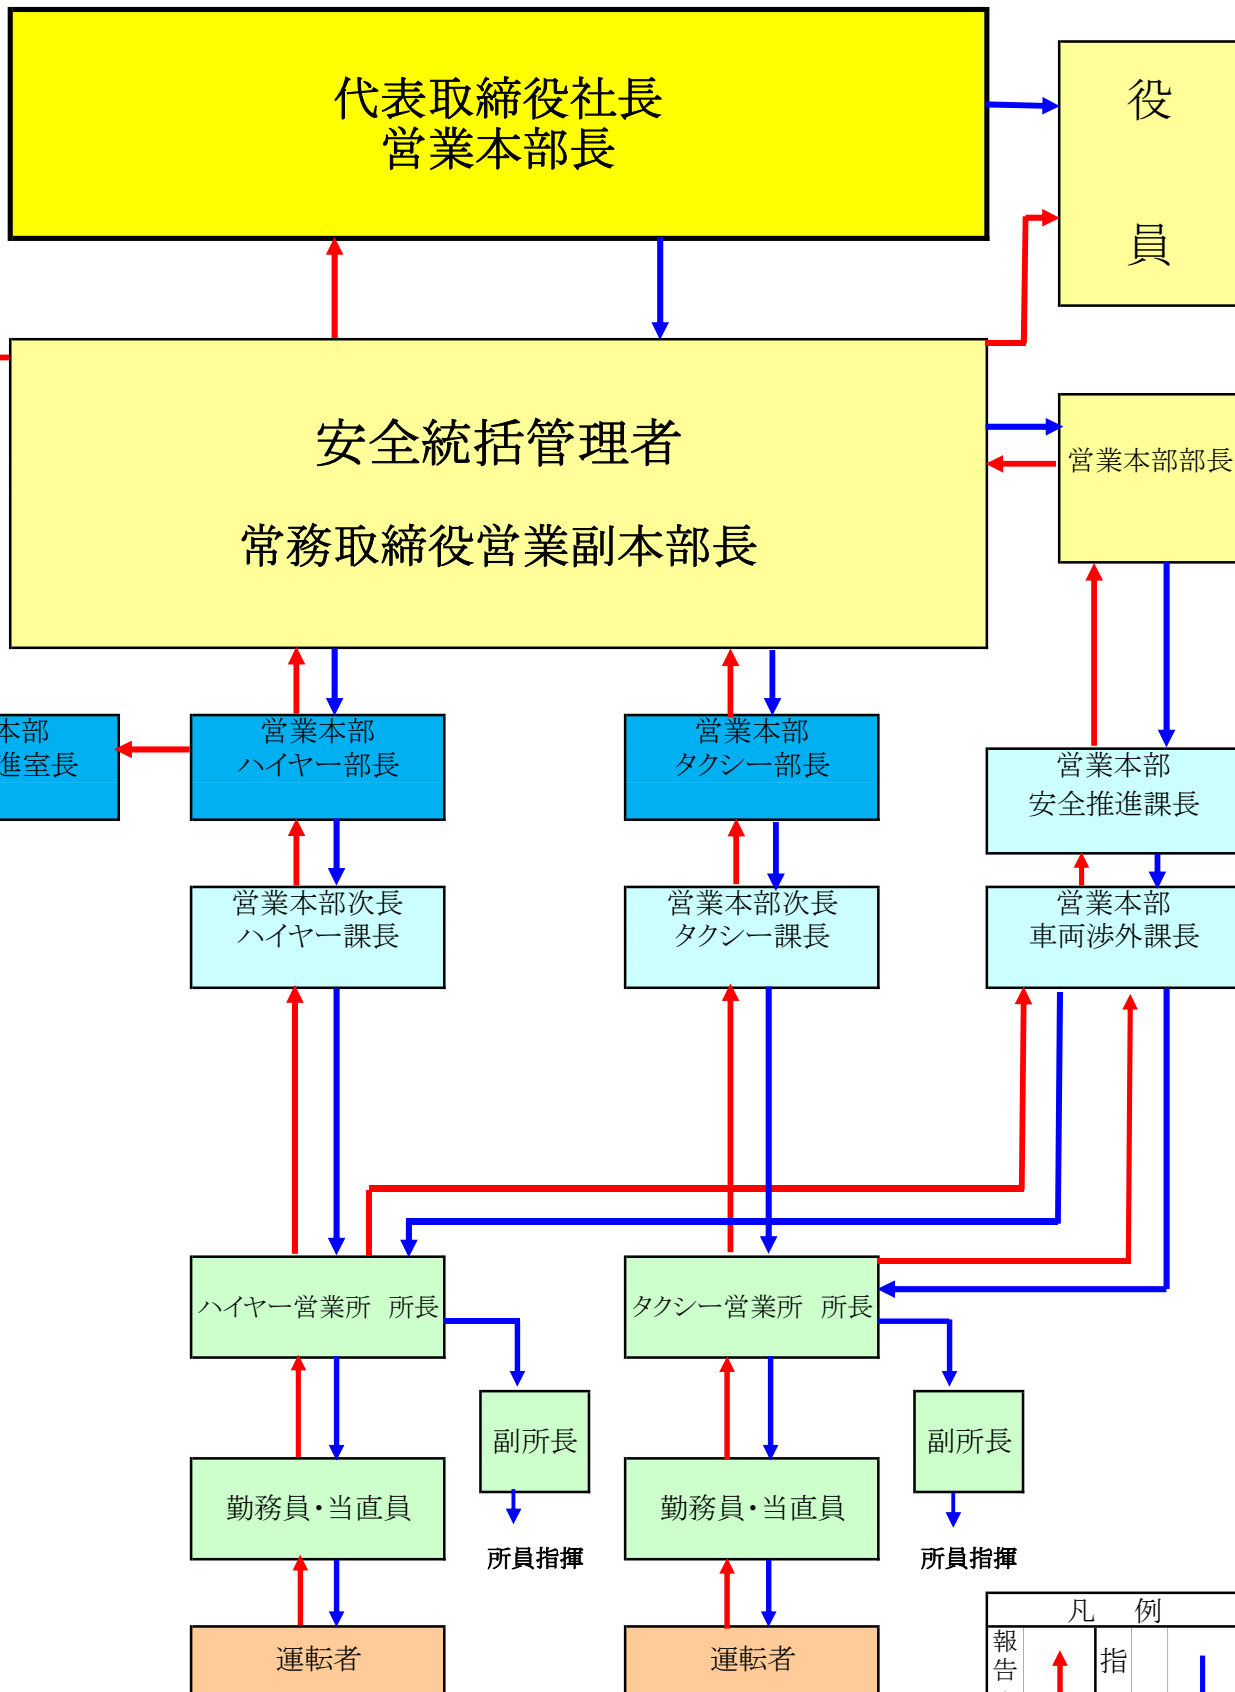 代表取締役社長
営業本部長
役
員
安全統括管理者
常務取締役営業副本部長
営業本部部長
本部
進室長
営業本部
ハイヤー部長
営業本部
タクシー部長
営業本部
安全推進課長
営業本部次長
ハイヤー課長
営業本部次長
タクシー課長
営業本部
車両渉外課長
ハイヤー営業所 所長
タクシー営業所 所長
副所長
副所長
勤務員・当直員
勤務員・当直員
所員指揮
所員指揮
凡 例
報
告
指
運転者
運転者